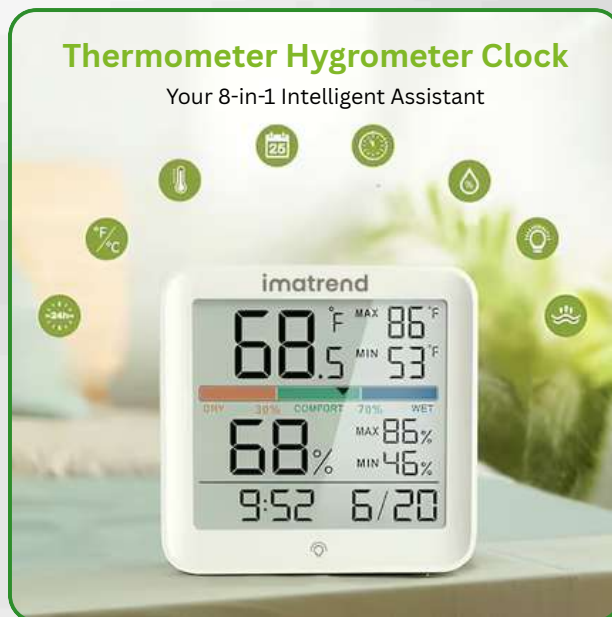 Thermometer Hygrometer Clock
Your 8-in-1 Intelligent Assistant
25
°F/°C
%
24h
imatrend
68.5 °F MAX 86°F
MIN 53°F
DRY 30% COMFORT 70% WET
68% MAX 86%
MIN 46%
9:52 6/20